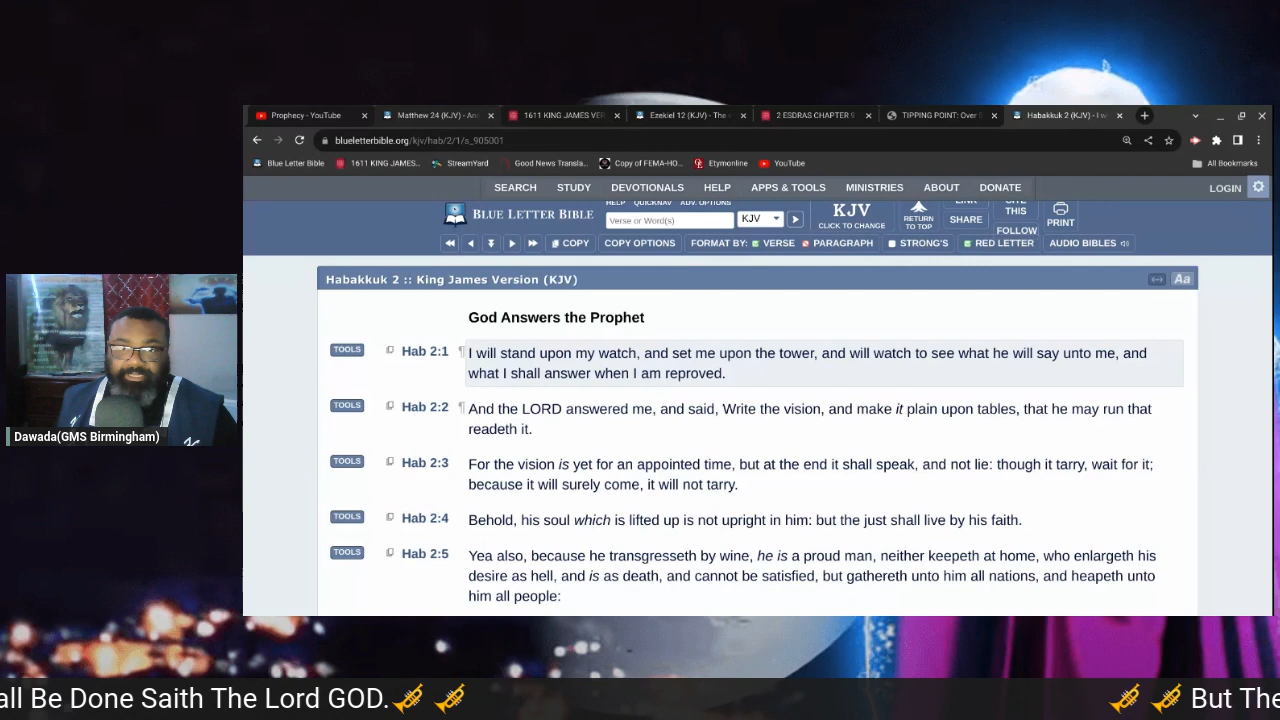 Prophecy - YouTube
Matthew 24 (KJV) - An
1611 KING JAMES VER
Ezekiel 12 (KJV) - The
2 ESDRAS CHAPTER 9
TIPPING POINT: Over
Habakkuk 2 (KJV) - I w
blueletterbible.org/kjv/hab/2/1/s_905001
Blue Letter Bible
1611 KING JAMES...
StreamYard
Good News Transla...
Copy of FEMA-HO...
Etymonline
YouTube
All Bookmarks
SEARCH STUDY DEVOTIONALS HELP APPS & TOOLS MINISTRIES ABOUT DONATE
LOGIN
HELP QUICKNAV ADV. OPTIONS
BLUE LETTER BIBLE
Verse or Word(s)
KJV
KJV
CLICK TO CHANGE
RETURN
TO TOP
LINK
SHARE
CITE
THIS
FOLLOW
PRINT
COPY COPY OPTIONS FORMAT BY: VERSE PARAGRAPH STRONG'S RED LETTER AUDIO BIBLES
Habakkuk 2 :: King James Version (KJV)
Aa
God Answers the Prophet
TOOLS Hab 2:1 ¶ I will stand upon my watch, and set me upon the tower, and will watch to see what he will say unto me, and
what I shall answer when I am reproved.
TOOLS Hab 2:2 ¶ And the LORD answered me, and said, Write the vision, and make it plain upon tables, that he may run that
readeth it.
TOOLS Hab 2:3 For the vision is yet for an appointed time, but at the end it shall speak, and not lie: though it tarry, wait for it;
because it will surely come, it will not tarry.
TOOLS Hab 2:4 Behold, his soul which is lifted up is not upright in him: but the just shall live by his faith.
TOOLS Hab 2:5 Yea also, because he transgresseth by wine, he is a proud man, neither keepeth at home, who enlargeth his
desire as hell, and is as death, and cannot be satisfied, but gathereth unto him all nations, and heapeth unto
him all people:
Dawada(GMS Birmingham)
all Be Done Saith The Lord GOD.🎺 🎺
🎺 🎺 But The